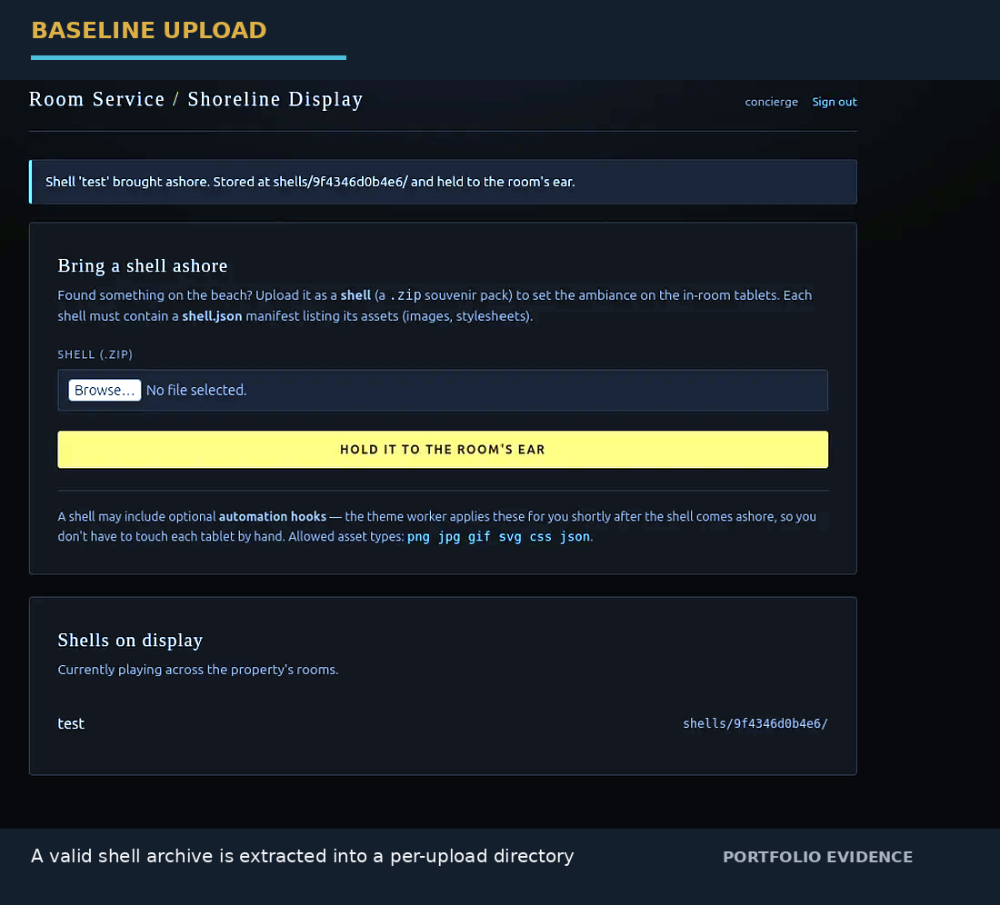 BASELINE UPLOAD
Room Service / Shoreline Display
concierge Sign out
Shell 'test' brought ashore. Stored at shells/9f4346d0b4e6/ and held to the room's ear.
Bring a shell ashore
Found something on the beach? Upload it as a shell (a .zip souvenir pack) to set the ambiance on the in-room tablets. Each
shell must contain a shell.json manifest listing its assets (images, stylesheets).
SHELL (.ZIP)
Browse... No file selected.
HOLD IT TO THE ROOM'S EAR
A shell may include optional automation hooks — the theme worker applies these for you shortly after the shell comes ashore, so you
don't have to touch each tablet by hand. Allowed asset types: png jpg gif svg css json.
Shells on display
Currently playing across the property's rooms.
test shells/9f4346d0b4e6/
A valid shell archive is extracted into a per-upload directory
PORTFOLIO EVIDENCE